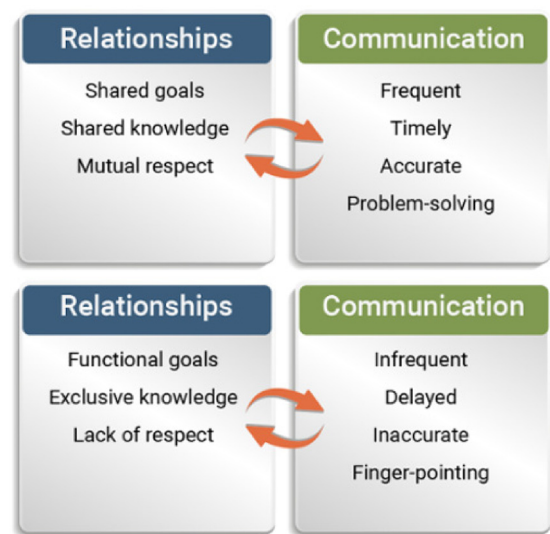 Relationships
Shared goals
Shared knowledge
Mutual respect
Communication
Frequent
Timely
Accurate
Problem-solving
Relationships
Functional goals
Exclusive knowledge
Lack of respect
Communication
Infrequent
Delayed
Inaccurate
Finger-pointing